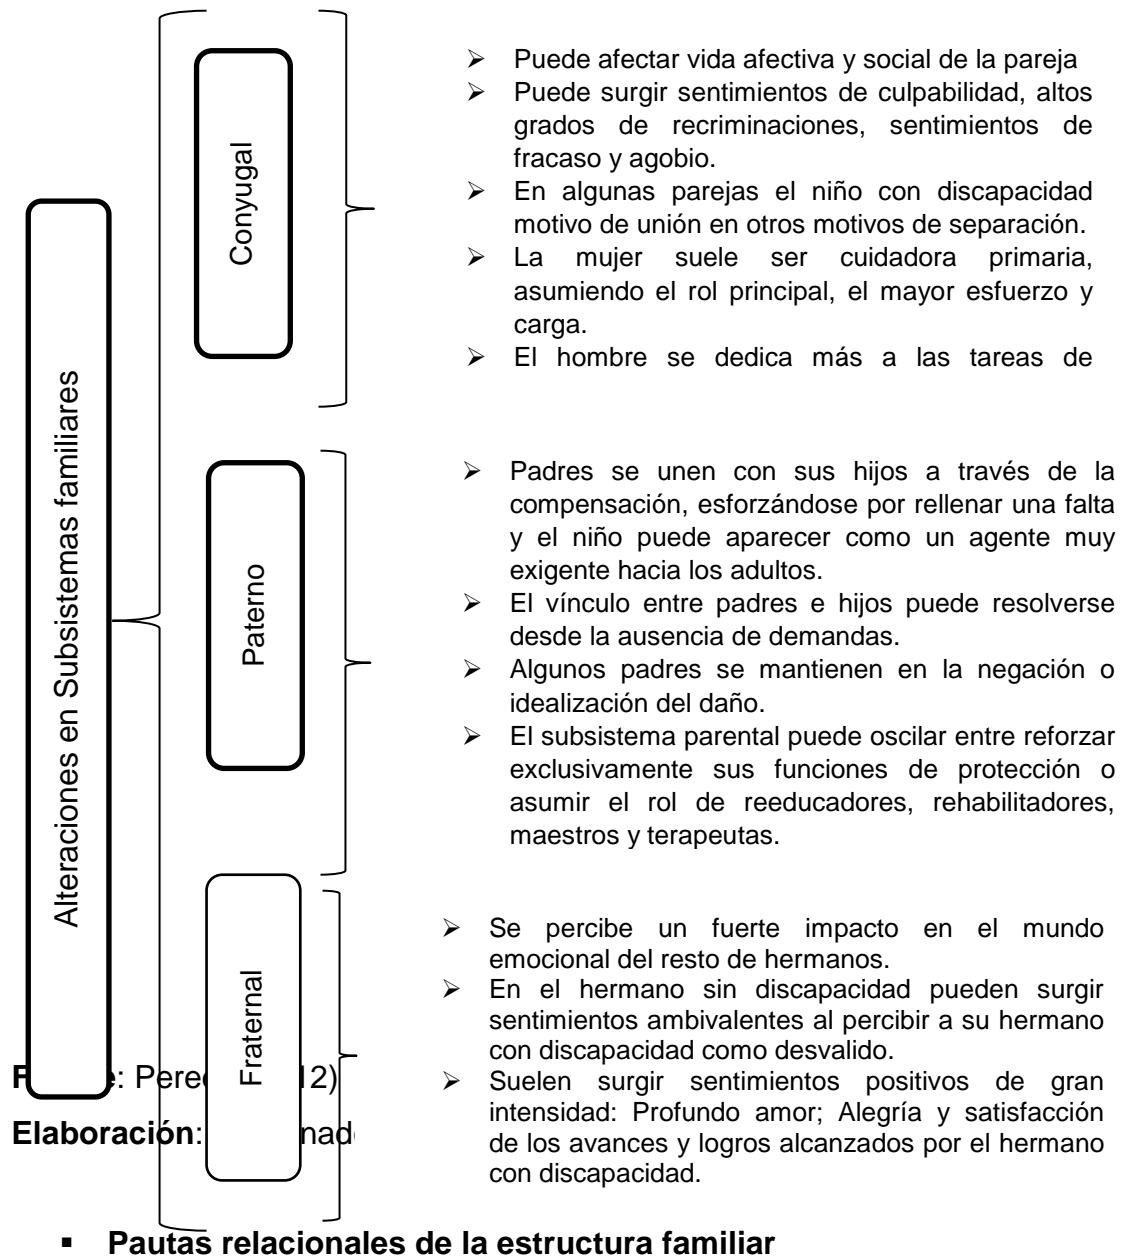 Alteraciones en Subsistemas familiares
Conyugal
Puede afectar vida afectiva y social de la pareja
Puede surgir sentimientos de culpabilidad, altos
grados de recriminaciones, sentimientos de
fracaso y agobio.
En algunas parejas el niño con discapacidad
motivo de unión en otros motivos de separación.
La mujer suele ser cuidadora primaria,
asumiendo el rol principal, el mayor esfuerzo y
carga.
El hombre se dedica más a las tareas de
Paterno
Padres se unen con sus hijos a través de la
compensación, esforzándose por rellenar una falta
y el niño puede aparecer como un agente muy
exigente hacia los adultos.
El vínculo entre padres e hijos puede resolverse
desde la ausencia de demandas.
Algunos padres se mantienen en la negación o
idealización del daño.
El subsistema parental puede oscilar entre reforzar
exclusivamente sus funciones de protección o
asumir el rol de reeducadores, rehabilitadores,
maestros y terapeutas.
Fraternal
Se percibe un fuerte impacto en el mundo
emocional del resto de hermanos.
En el hermano sin discapacidad pueden surgir
sentimientos ambivalentes al percibir a su hermano
con discapacidad como desvalido.
Suelen surgir sentimientos positivos de gran
intensidad: Profundo amor; Alegría y satisfacción
de los avances y logros alcanzados por el hermano
con discapacidad.
12)
Elaboración:
▪ Pautas relacionales de la estructura familiar